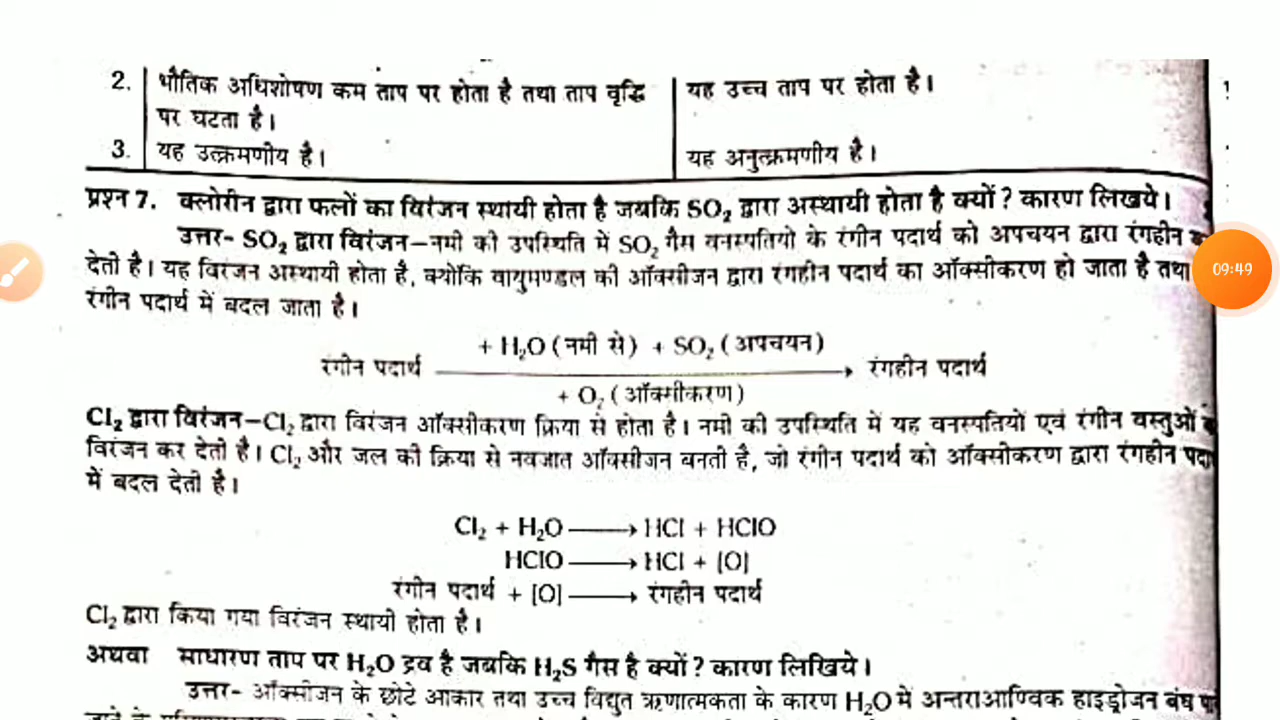 2. भौतिक अधिशोषण कम ताप पर होता है तथा ताप वृद्धि यह उच्च ताप पर होता है।
पर घटता है।
3. यह उत्क्रमणीय है। यह अनुत्क्रमणीय है।
प्रश्न 7. क्लोरीन द्वारा फलों का विरंजन स्थायी होता है जबकि SO₂ द्वारा अस्थायी होता है क्यों? कारण लिखये।
उत्तर- SO₂ द्वारा विरंजन–नमी की उपस्थिति में SO₂ गैस वनस्पतियो के रंगीन पदार्थ को अपचयन द्वारा रंगहीन
देती है। यह विरंजन अस्थायी होता है, क्योंकि वायुमण्डल की ऑक्सीजन द्वारा रंगहीन पदार्थ का ऑक्सीकरण हो जाता है तथा
09:49
रंगीन पदार्थ में बदल जाता है।
+ H₂O (नमी से) + SO₂ (अपचयन)
रंगीन पदार्थ ⟶ रंगहीन पदार्थ
+ O₂ (ऑक्सीकरण)
Cl₂ द्वारा विरंजन–Cl₂ द्वारा विरंजन ऑक्सीकरण क्रिया से होता है। नमी की उपस्थिति में यह वनस्पतियों एवं रंगीन वस्तुओं
विरंजन कर देती है। Cl₂ और जल की क्रिया से नवजात ऑक्सीजन बनती है, जो रंगीन पदार्थ को ऑक्सीकरण द्वारा रंगहीन
में बदल देती है।
Cl₂ + H₂O ⟶ HCl + HClO
HClO ⟶ HCl + [O]
रंगीन पदार्थ + [O] ⟶ रंगहीन पदार्थ
Cl₂ द्वारा किया गया विरंजन स्थायी होता है।
अथवा साधारण ताप पर H₂O द्रव है जबकि H₂S गैस है क्यों? कारण लिखिये।
उत्तर- ऑक्सीजन के छोटे आकार तथा उच्च विद्युत ऋणात्मकता के कारण H₂O में अन्तराआण्विक हाइड्रोजन बंध